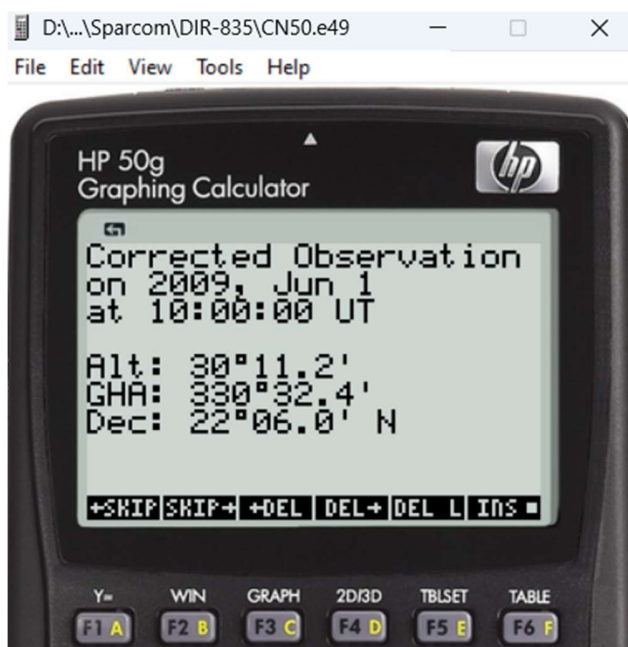 D:\...\Sparcom\DIR-835\CN50.e49
File Edit View Tools Help
HP 50g
Graphing Calculator
hp
Corrected Observation
on 2009, Jun 1
at 10:00:00 UT
Alt: 30°11.2'
GHA: 330°32.4'
Dec: 22°06.0' N
←SKIP SKIP→ ←DEL DEL→ DEL L INS ■
Y= WIN GRAPH 2D/3D TBLSET TABLE
F1 A F2 B F3 C F4 D F5 E F6 F